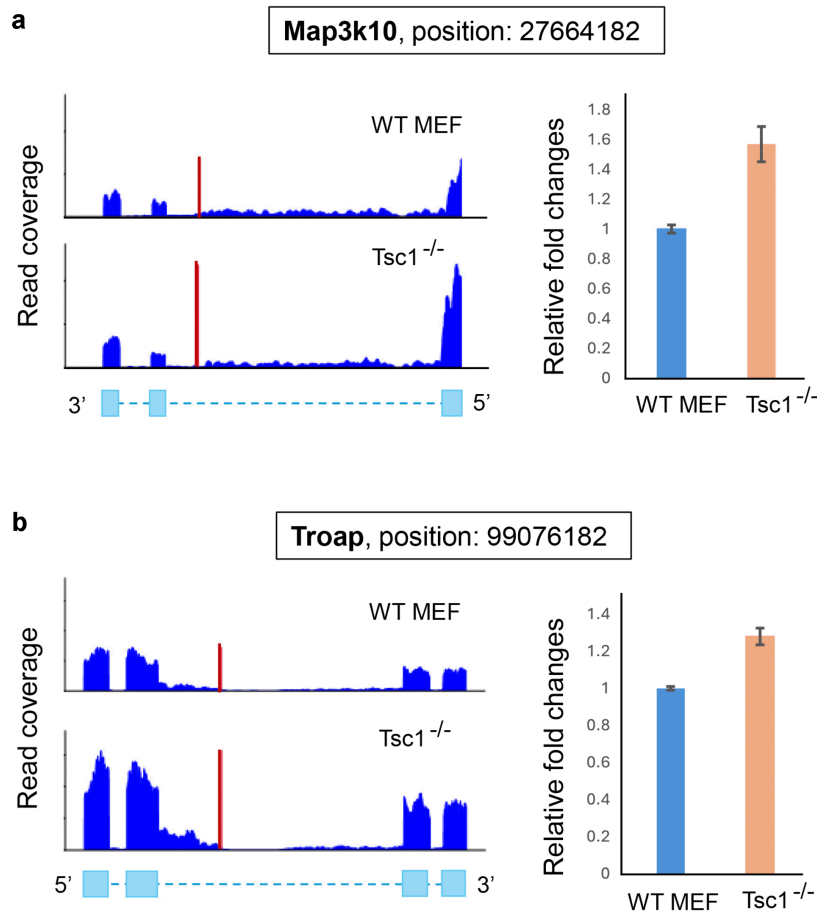 a
Map3k10, position: 27664182
Read coverage
WT MEF
Tsc1 -/-
3’ 5’
Relative fold changes
1.8
1.6
1.4
1.2
1
0.8
0.6
0.4
0.2
0
WT MEF Tsc1 -/-
b
Troap, position: 99076182
Read coverage
WT MEF
Tsc1 -/-
5’ 3’
Relative fold changes
1.4
1.2
1
0.8
0.6
0.4
0.2
0
WT MEF Tsc1 -/-